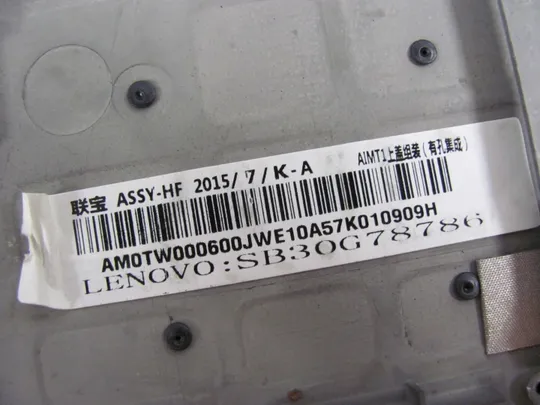 联宝 ASSY-HF 2015/ 7 / K-A AIMT1上盖组装(有孔集成)
AM0TW000600JWE10A57K010909H
LENOVO:SB30G78786